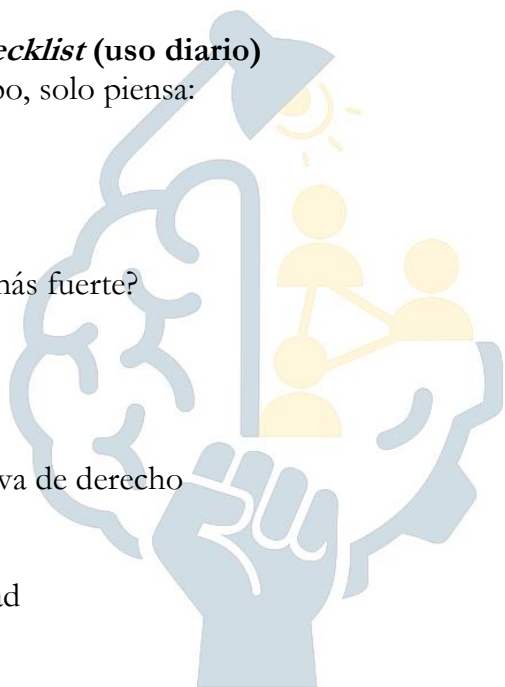 ecklist (uso diario)
po, solo piensa:
más fuerte?
va de derecho
ad